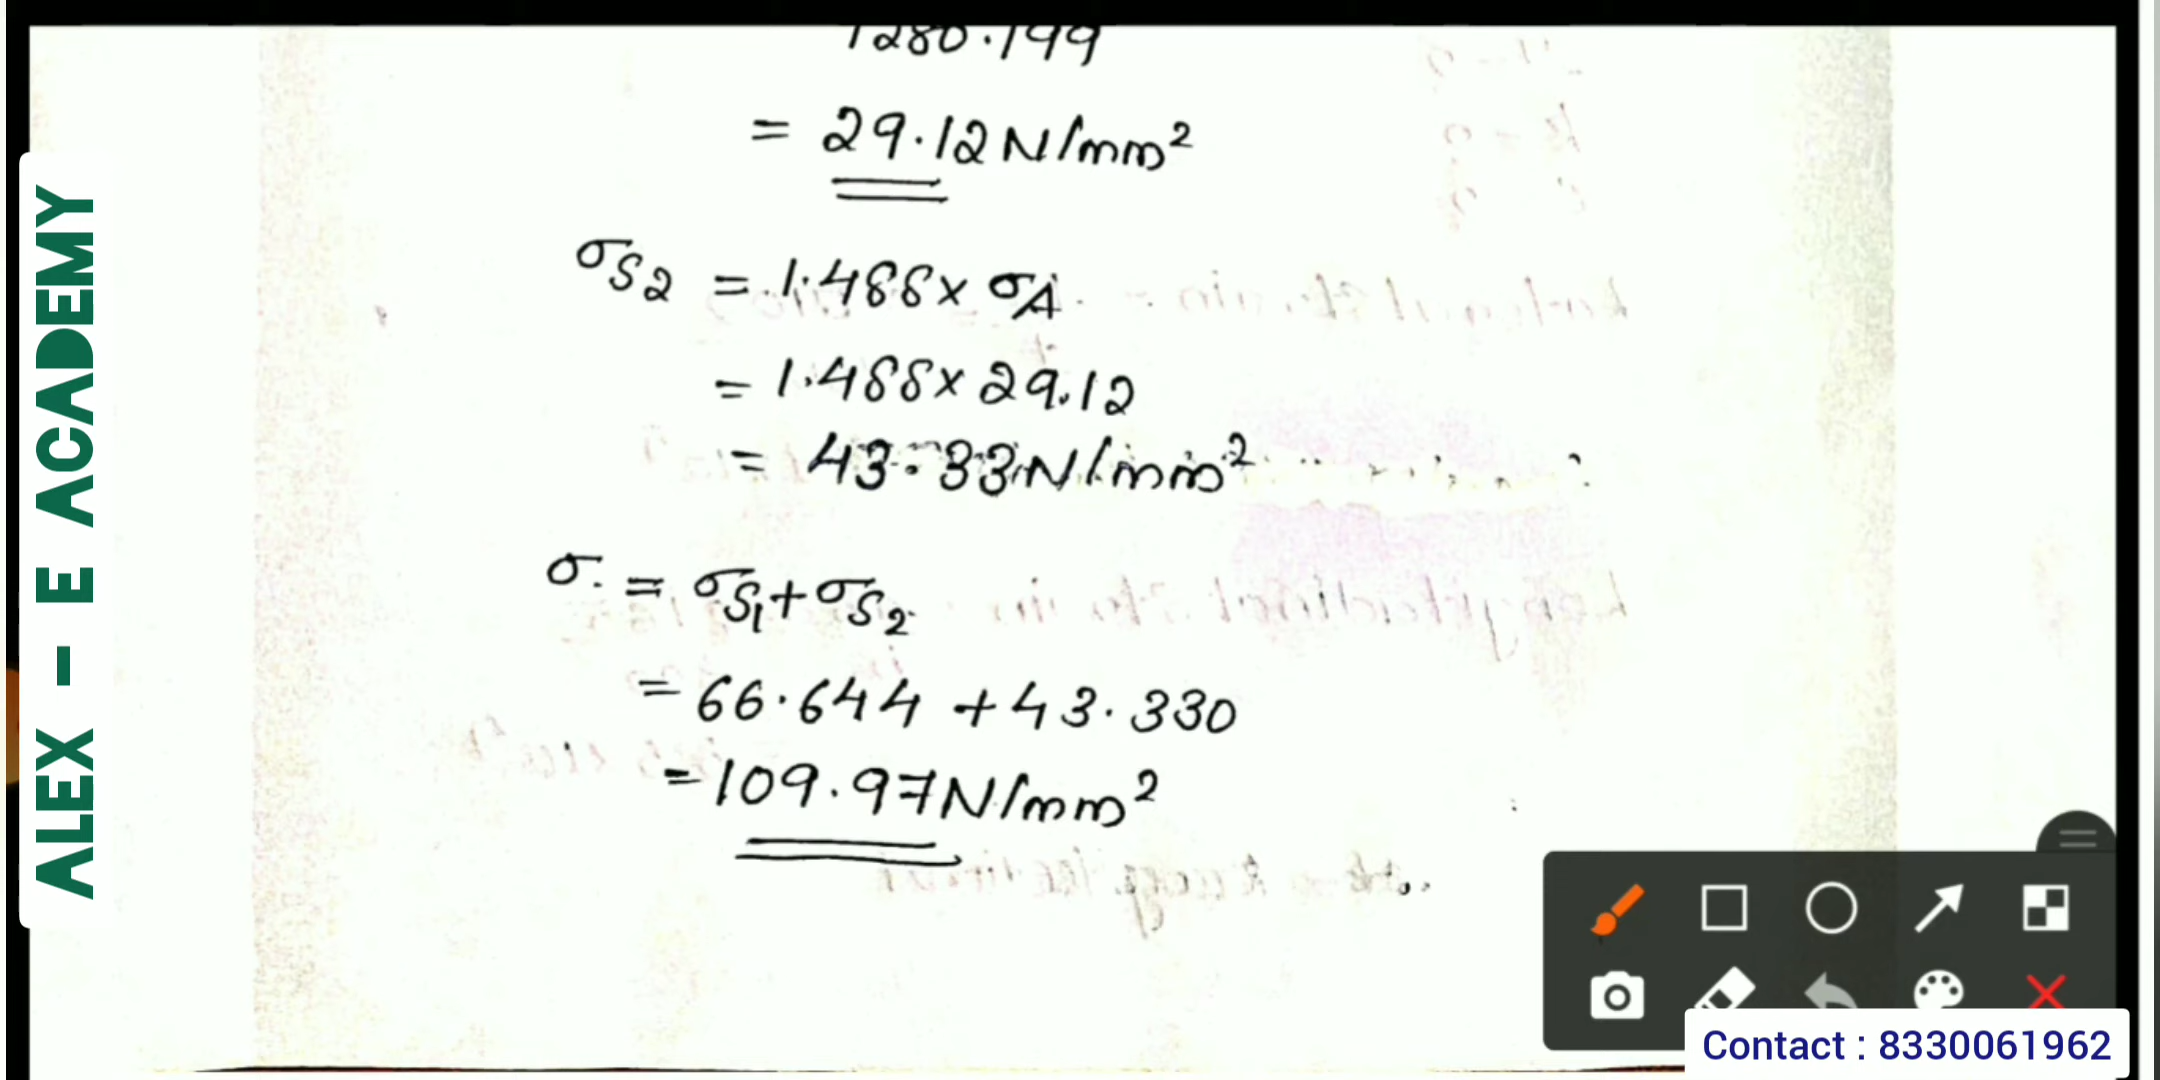 1280.199
= 29.12 N/mm²
σS2 = 1.488 × σA
= 1.488 × 29.12
= 43.33 N/mm²
σ. = σS1 + σS2
= 66.644 + 43.330
= 109.97 N/mm²
ALEX - E ACADEMY
Contact : 8330061962